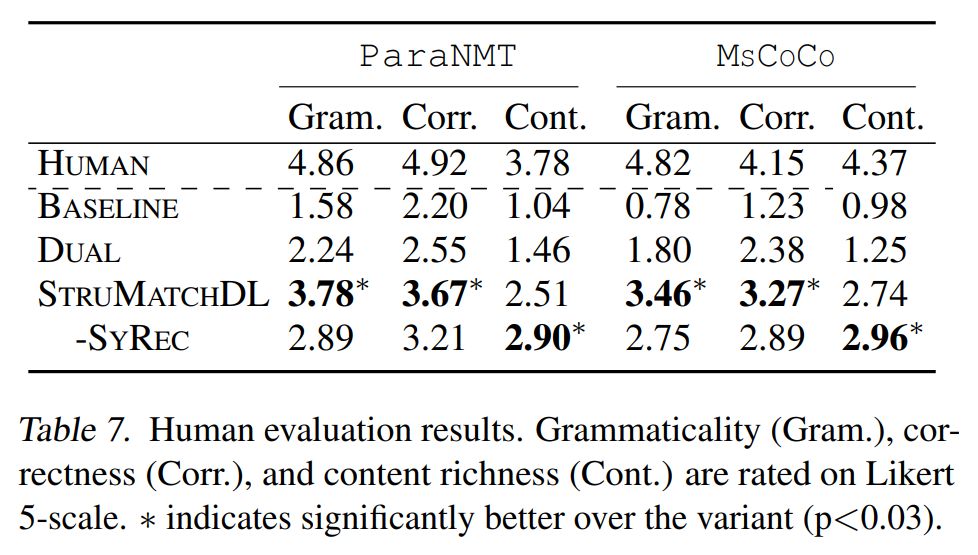 ParaNMT MSCOCO
Gram. Corr. Cont. Gram. Corr. Cont.
HUMAN 4.86 4.92 3.78 4.82 4.15 4.37
BASELINE 1.58 2.20 1.04 0.78 1.23 0.98
DUAL 2.24 2.55 1.46 1.80 2.38 1.25
STRUMATCHDL 3.78* 3.67* 2.51 3.46* 3.27* 2.74
-SYREC 2.89 3.21 2.90* 2.75 2.89 2.96*
Table 7. Human evaluation results. Grammaticality (Gram.), cor-
rectness (Corr.), and content richness (Cont.) are rated on Likert
5-scale. * indicates significantly better over the variant (p<0.03).